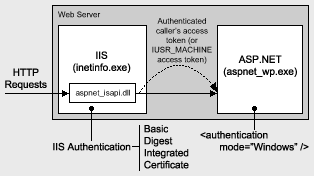 Web Server
Authenticated
caller's access
token (or
IUSR_MACHINE
access token)
IIS
(inetinfo.exe)
ASP.NET
(aspnet_wp.exe)
HTTP
Requests
aspnet_isapi.dll
IIS Authentication
Basic
Digest
Integrated
Certificate
<authentication
mode="Windows" />